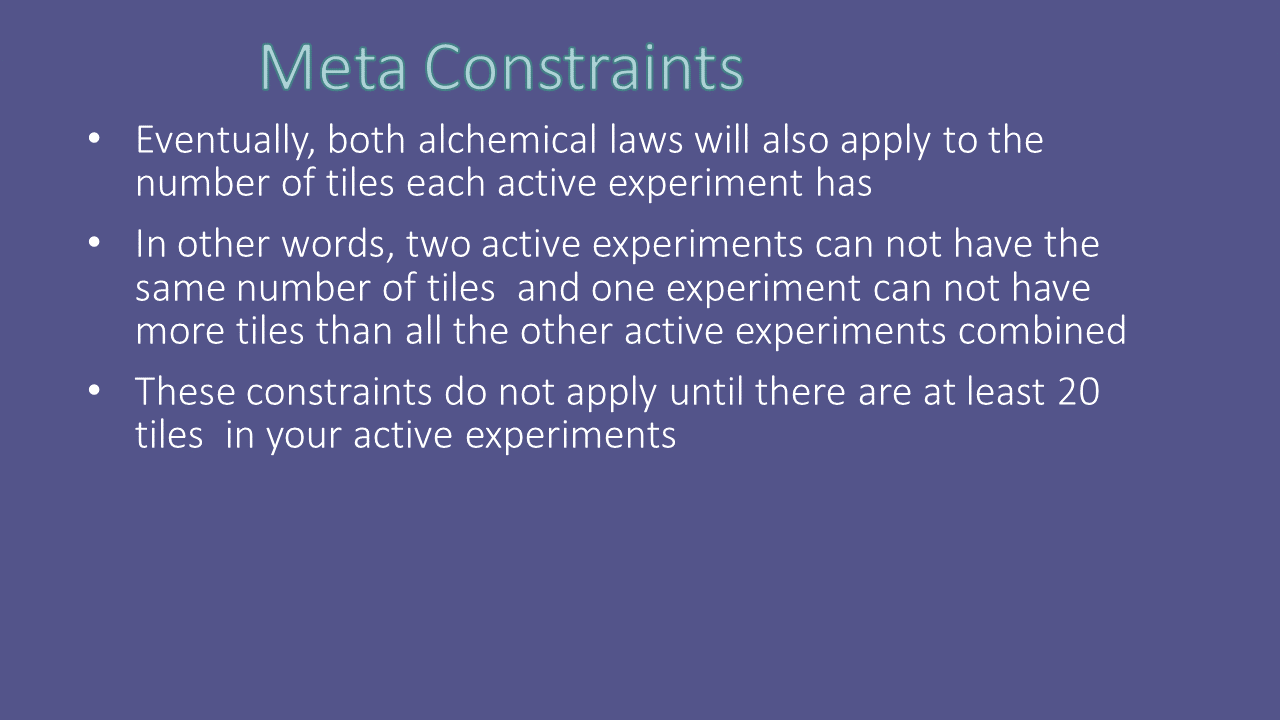 Meta Constraints
• Eventually, both alchemical laws will also apply to the
number of tiles each active experiment has
• In other words, two active experiments can not have the
same number of tiles  and one experiment can not have
more tiles than all the other active experiments combined
• These constraints do not apply until there are at least 20
tiles  in your active experiments